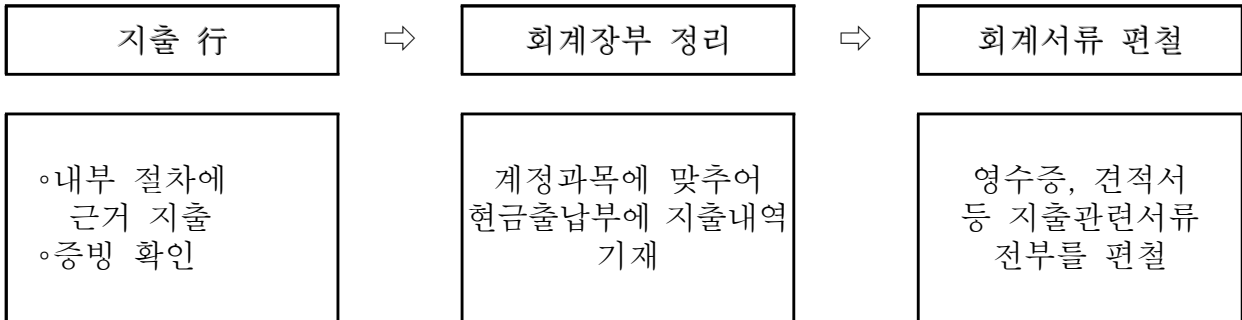 지출 行 ⇨ 회계장부 정리 ⇨ 회계서류 편철
◦내부 절차에
근거 지출
◦증빙 확인
계정과목에 맞추어
현금출납부에 지출내역
기재
영수증, 견적서
등 지출관련서류
전부를 편철